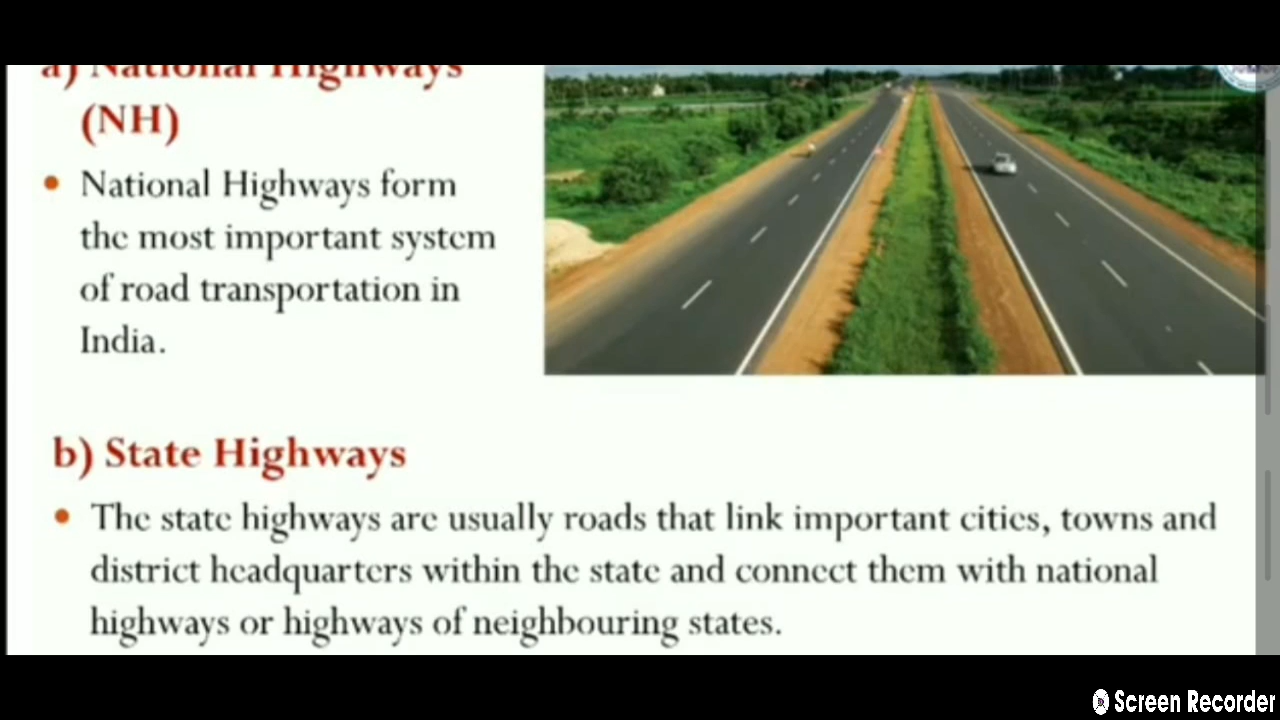 a) National Highways
(NH)
• National Highways form
the most important system
of road transportation in
India.
b) State Highways
• The state highways are usually roads that link important cities, towns and
district headquarters within the state and connect them with national
highways or highways of neighbouring states.
Screen Recorder